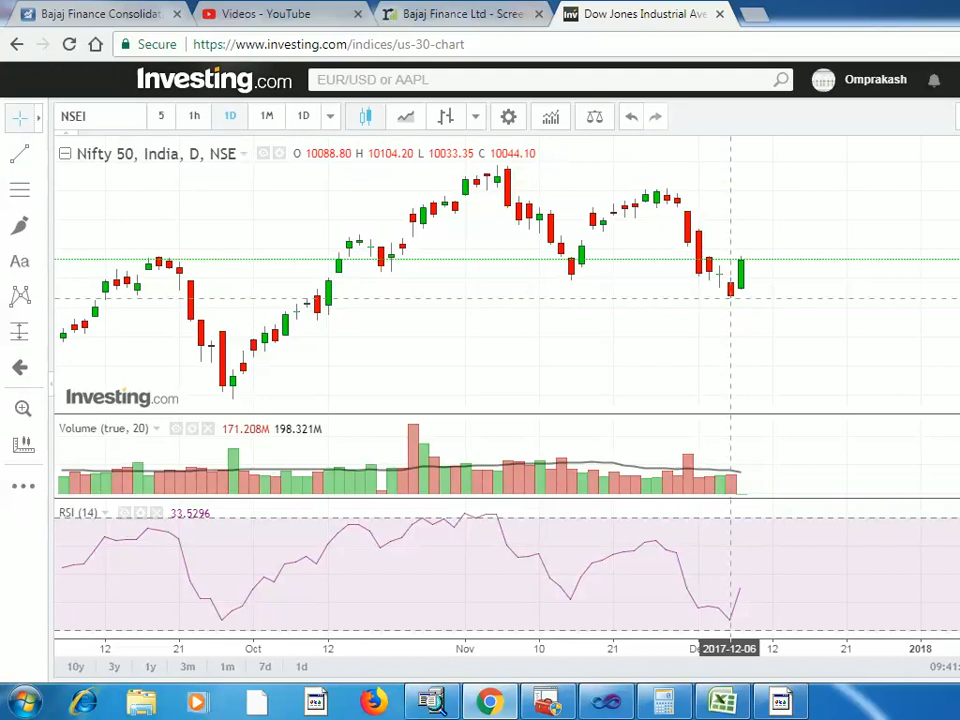 Bajaj Finance Consolidat
Videos - YouTube
Bajaj Finance Ltd - Scree
Dow Jones Industrial Ave
Secure
https://www.investing.com/indices/us-30-chart
Investing.com
EUR/USD or AAPL
Omprakash
NSEI
5
1h
1D
1M
1D
Nifty 50, India, D, NSE
O 10088.80 H 10104.20 L 10033.35 C 10044.10
Aa
Investing.com
Volume (true, 20)
171.208M 198.321M
RSI (14)
33.5296
12
21
Oct
12
Nov
10
21
2017-12-06
12
21
2018
10y
3y
1y
3m
1m
7d
1d
09:41: